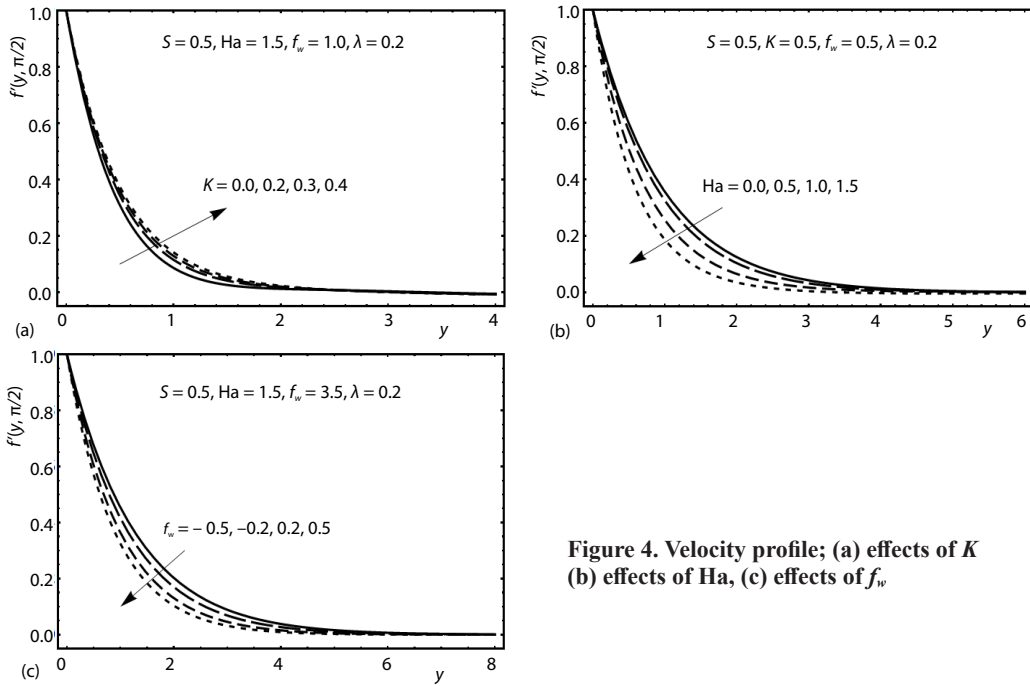 f'(y, π/2)
1.0
0.8
0.6
0.4
0.2
0.0
S = 0.5, Ha = 1.5, f_w = 1.0, λ = 0.2
K = 0.0, 0.2, 0.3, 0.4
0 1 2 3 4
y
(a)
f'(y, π/2)
1.0
0.8
0.6
0.4
0.2
0.0
S = 0.5, K = 0.5, f_w = 0.5, λ = 0.2
Ha = 0.0, 0.5, 1.0, 1.5
0 1 2 3 4 5 6
y
(b)
f'(y, π/2)
1.0
0.8
0.6
0.4
0.2
0.0
S = 0.5, Ha = 1.5, f_w = 3.5, λ = 0.2
f_w = – 0.5, –0.2, 0.2, 0.5
0 2 4 6 8
y
(c)
Figure 4. Velocity profile; (a) effects of K
(b) effects of Ha, (c) effects of f_w